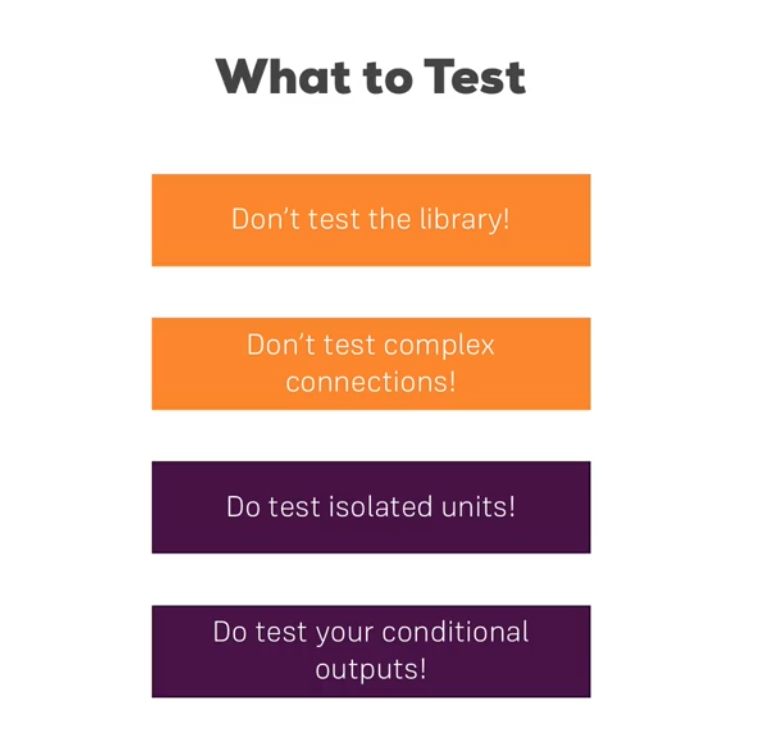 What to Test
Don't test the library!
Don't test complex
connections!
Do test isolated units!
Do test your conditional
outputs!